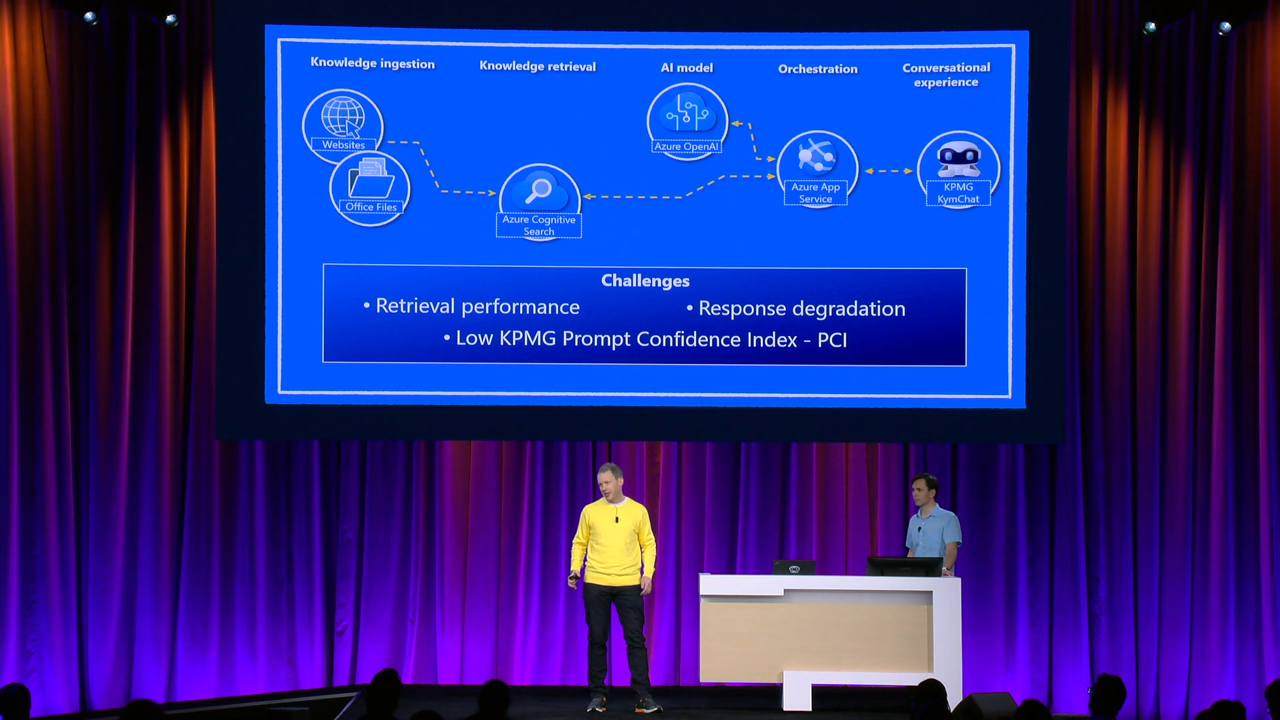 Knowledge ingestion
Knowledge retrieval
AI model
Orchestration
Conversational
experience
Websites
Office Files
Azure Cognitive
Search
Azure OpenAI
Azure App
Service
KPMG
KymChat
Challenges
• Retrieval performance
• Response degradation
• Low KPMG Prompt Confidence Index - PCI